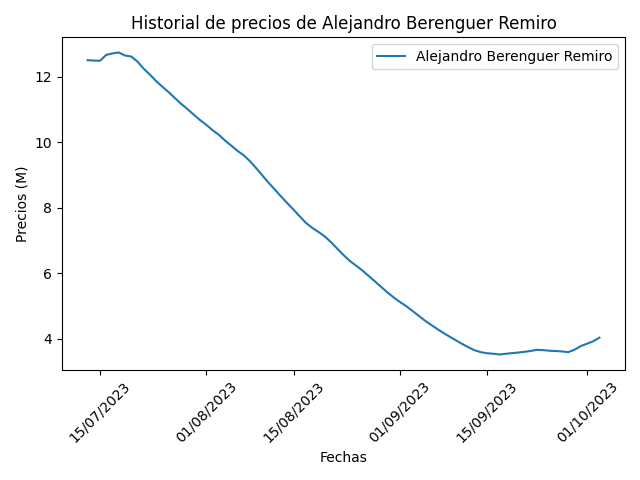 Historial de precios de Alejandro Berenguer Remiro
Alejandro Berenguer Remiro
Precios (M)
12
10
8
6
4
15/07/2023
01/08/2023
15/08/2023
01/09/2023
15/09/2023
01/10/2023
Fechas